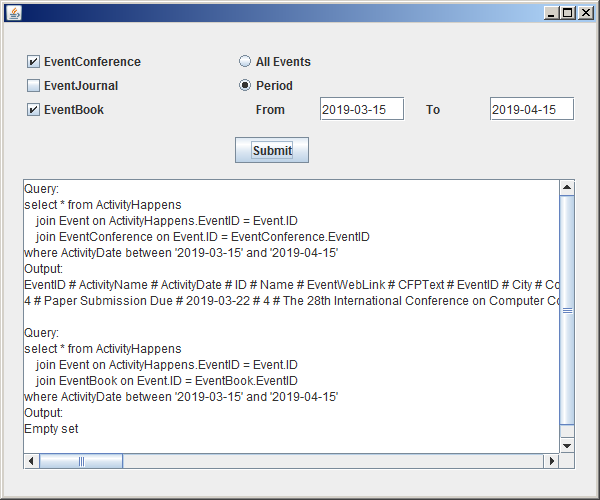 EventConference
All Events
EventJournal
Period
EventBook
From 2019-03-15 To 2019-04-15
Submit
Query:
select * from ActivityHappens
join Event on ActivityHappens.EventID = Event.ID
join EventConference on Event.ID = EventConference.EventID
where ActivityDate between '2019-03-15' and '2019-04-15'
Output:
EventID # ActivityName # ActivityDate # ID # Name # EventWebLink # CFPText # EventID # City # Co
4 # Paper Submission Due # 2019-03-22 # 4 # The 28th International Conference on Computer Co
Query:
select * from ActivityHappens
join Event on ActivityHappens.EventID = Event.ID
join EventBook on Event.ID = EventBook.EventID
where ActivityDate between '2019-03-15' and '2019-04-15'
Output:
Empty set